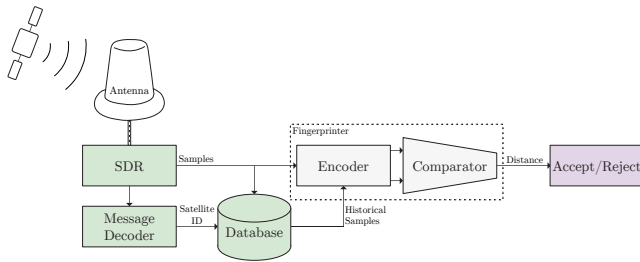 Antenna
Fingerprinter
SDR
Samples
Encoder
Comparator
Distance
Accept/Reject
Message
Decoder
Satellite
ID
Database
Historical
Samples